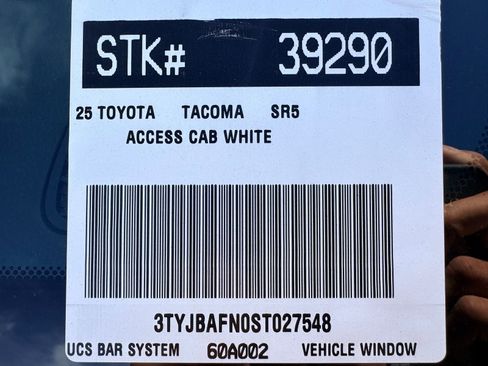 STK# 39290
25 TOYOTA TACOMA SR5
ACCESS CAB WHITE
3TYJBAFN0ST027548
UCS BAR SYSTEM 60A002 VEHICLE WINDOW